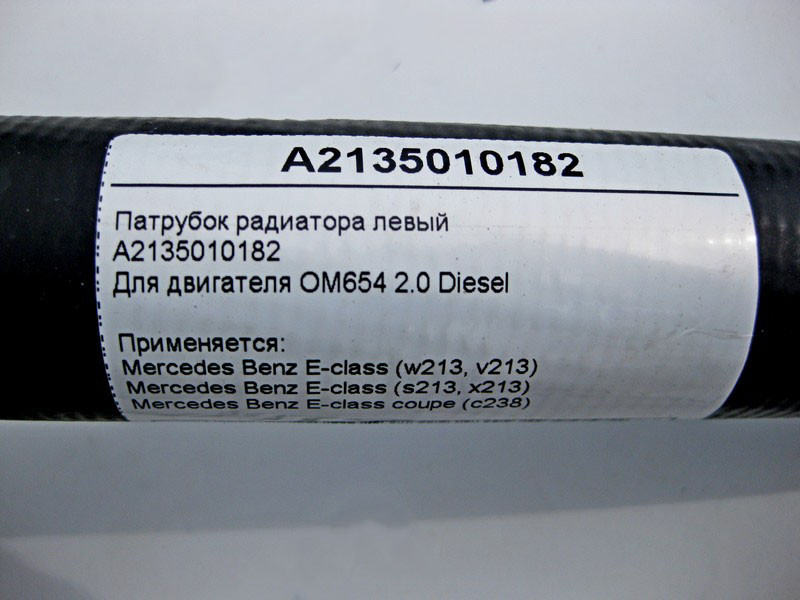 A2135010182
Патрубок радиатора левый
A2135010182
Для двигателя OM654 2.0 Diesel
Применяется:
Mercedes Benz E-class (w213, v213)
Mercedes Benz E-class (s213, x213)
Mercedes Benz E-class coupe (c238)